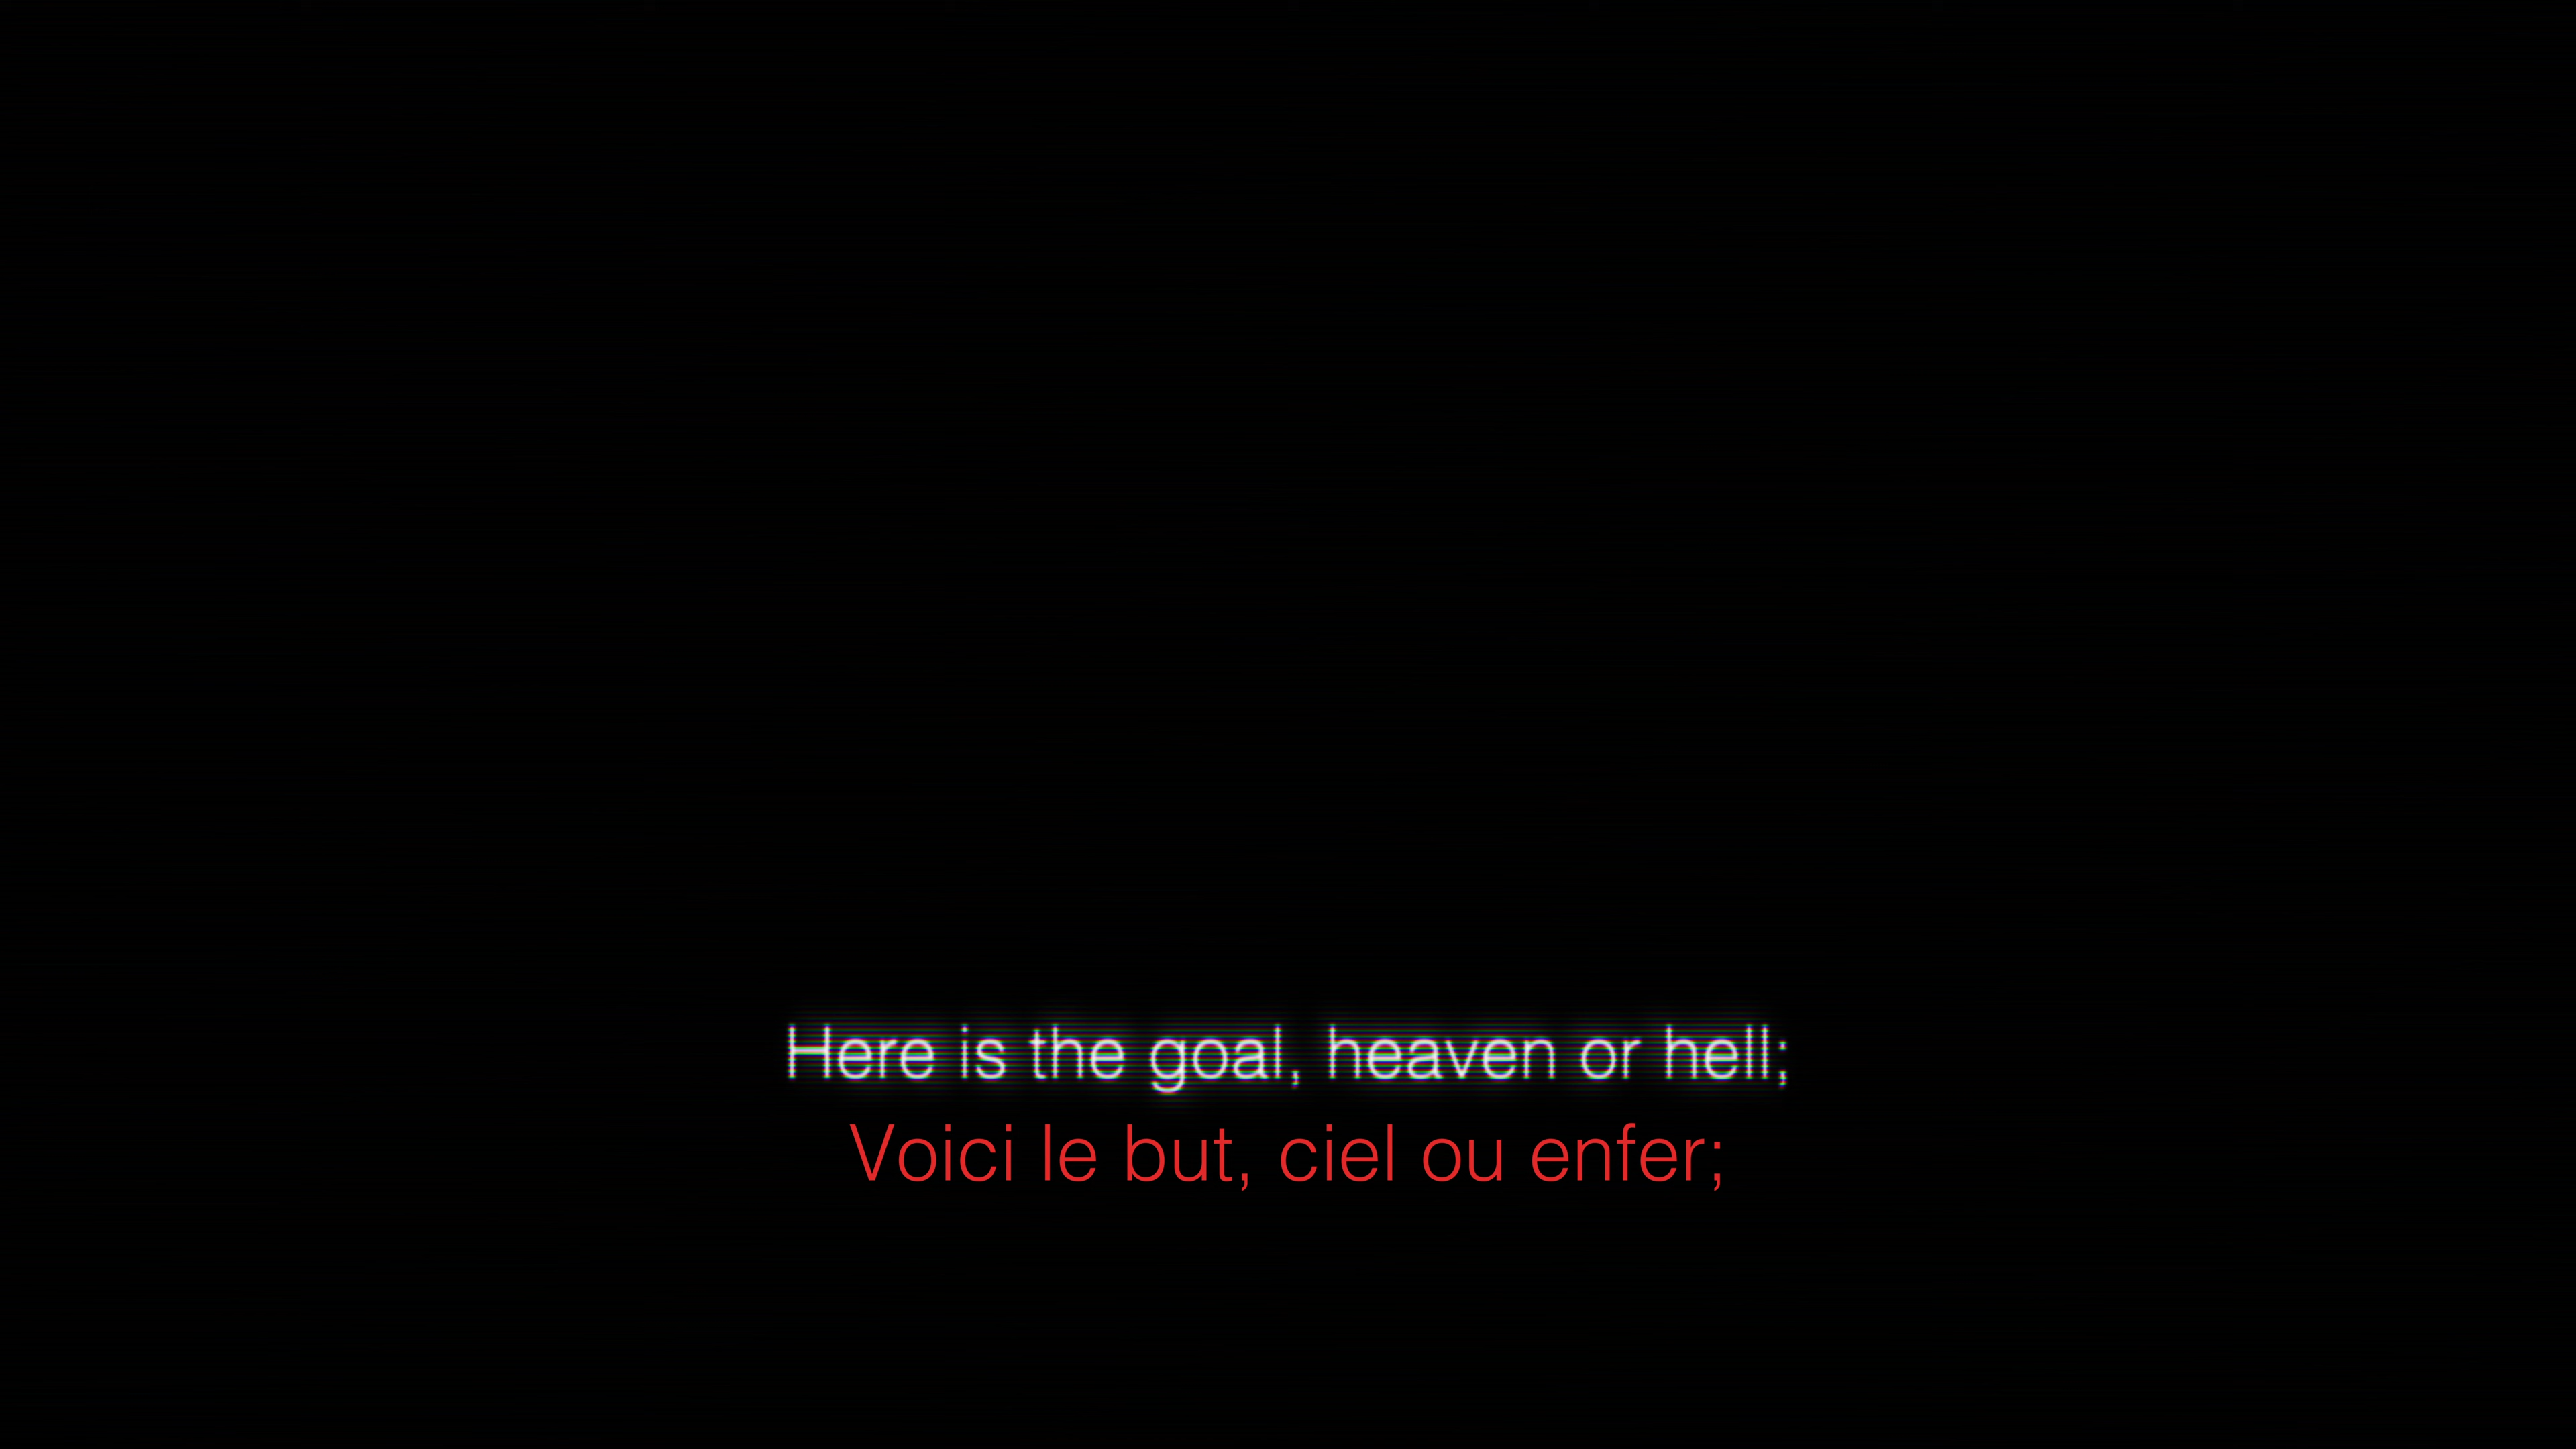 Here is the goal, heaven or hell;
Voici le but, ciel ou enfer;